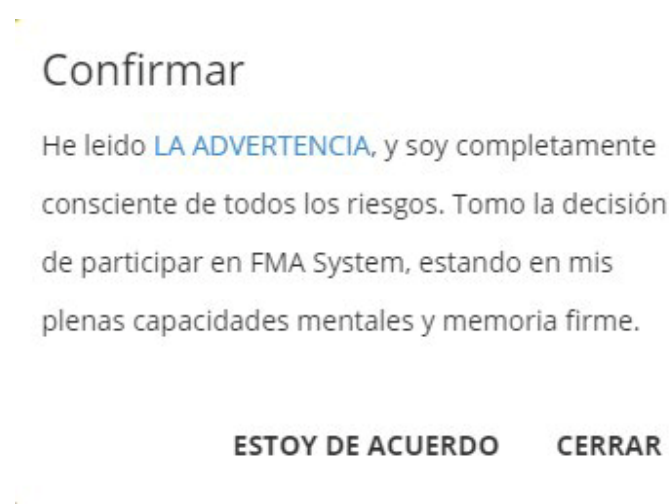 Confirmar
He leido LA ADVERTENCIA, y soy completamente
consciente de todos los riesgos. Tomo la decisión
de participar en FMA System, estando en mis
plenas capacidades mentales y memoria firme.
ESTOY DE ACUERDO CERRAR